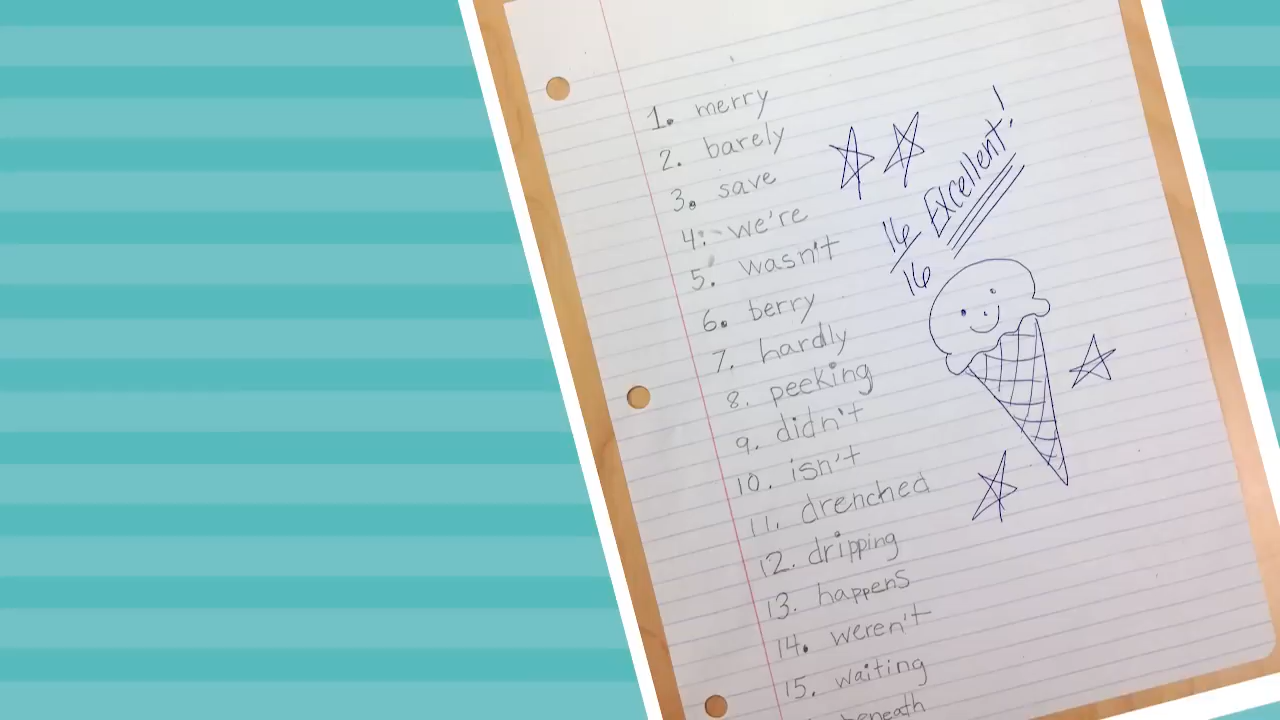 1. merry
2. barely
3. save
4. we're
5. wasn't
6. berry
7. hardly
8. peeking
9. didn't
10. isn't
11. drenched
12. dripping
13. happens
14. weren't
15. waiting
beneath
16/16 Excellent!